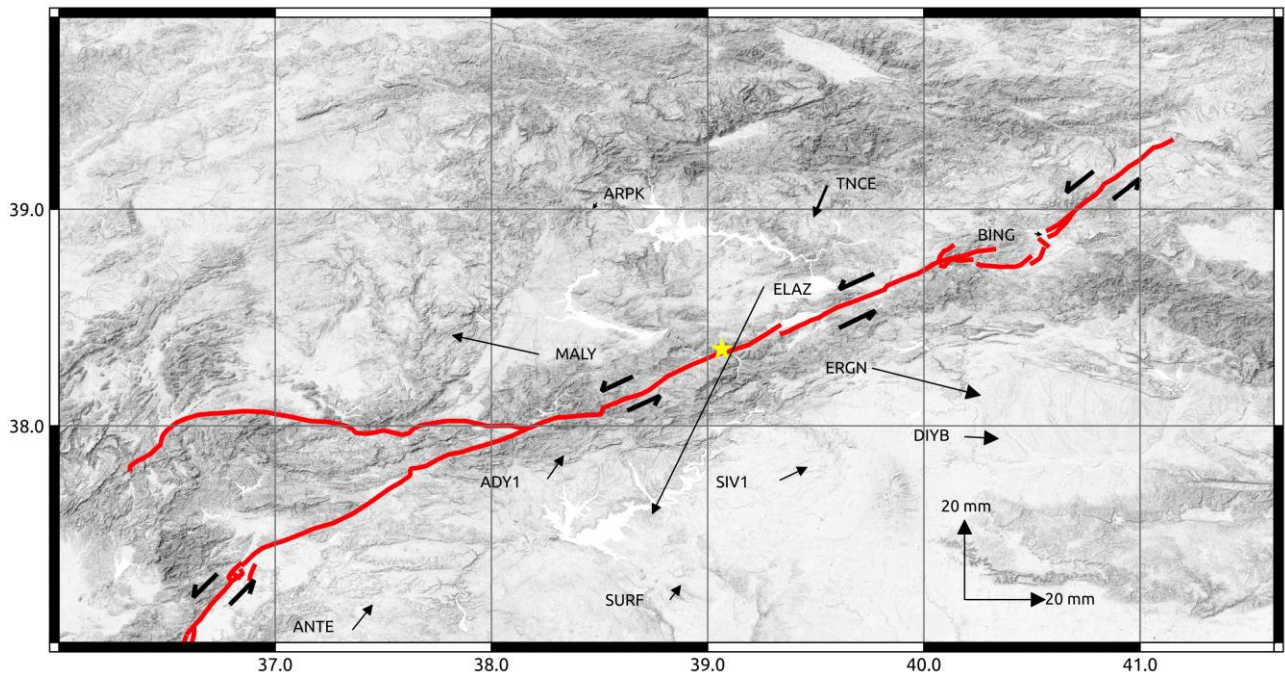 TNCE
ARPK
39.0
BING
ELAZ
MALY
ERGN
38.0
DIYB
ADY1
SIV1
20 mm
SURF
20 mm
ANTE
37.0
38.0
39.0
40.0
41.0